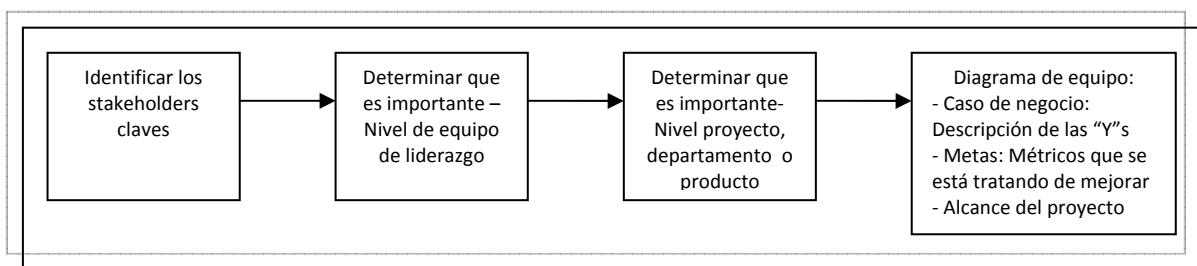 Identificar los
stakeholders
claves
Determinar que
es importante –
Nivel de equipo
de liderazgo
Determinar que
es importante-
Nivel proyecto,
departamento  o
producto
Diagrama de equipo:
- Caso de negocio:
Descripción de las “Y”s
- Metas: Métricos que se
está tratando de mejorar
- Alcance del proyecto